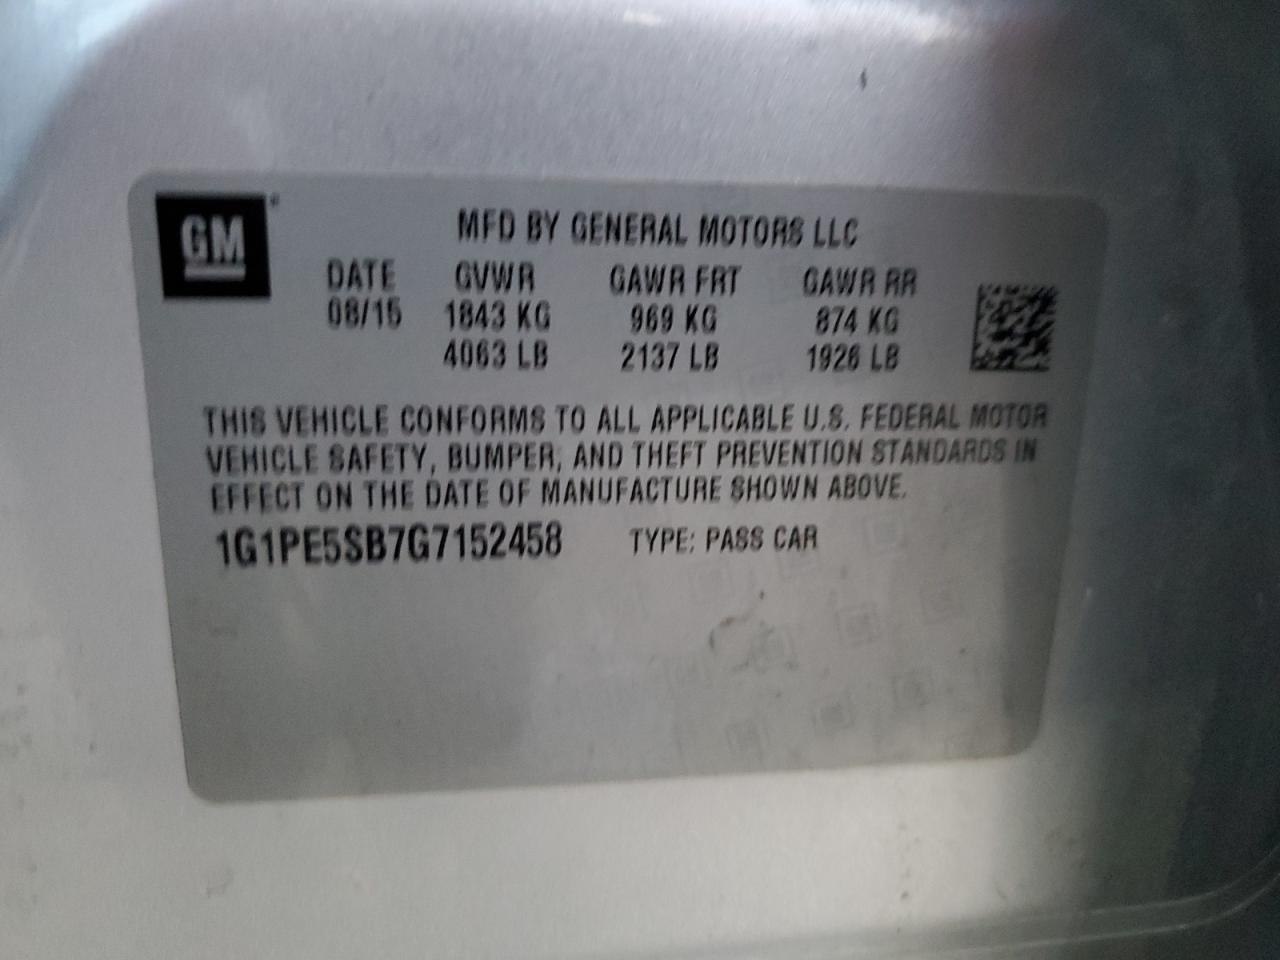 GM
MFD BY GENERAL MOTORS LLC
DATE GVWR GAWR FRT GAWR RR
08/15 1843 KG 969 KG 874 KG
4063 LB 2137 LB 1926 LB
THIS VEHICLE CONFORMS TO ALL APPLICABLE U.S. FEDERAL MOTOR
VEHICLE SAFETY, BUMPER, AND THEFT PREVENTION STANDARDS IN
EFFECT ON THE DATE OF MANUFACTURE SHOWN ABOVE.
1G1PE5SB7G7152458 TYPE: PASS CAR